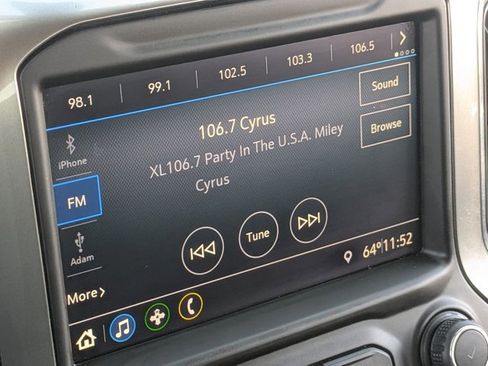 98.1 99.1 102.5 103.3 106.5
iPhone
106.7 Cyrus
Sound
XL106.7 Party In The U.S.A. Miley
Cyrus
Browse
FM
Adam
Tune
More
64° 11:52